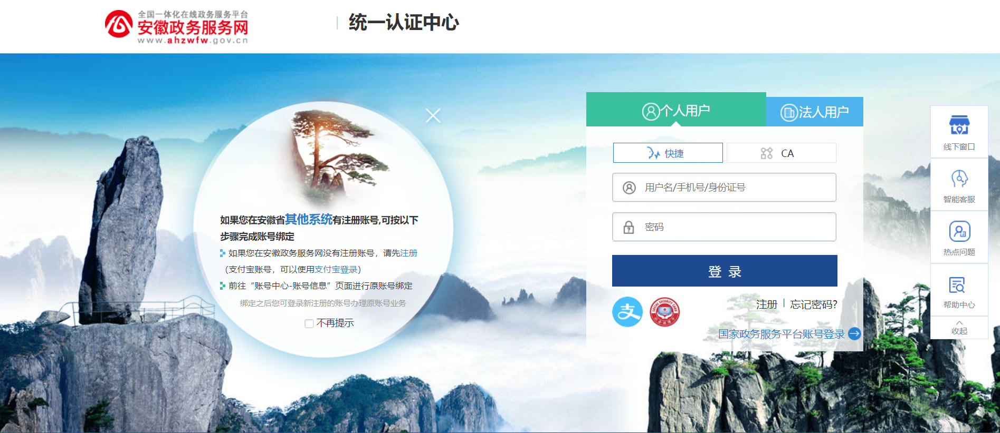 全国一体化在线政务服务平台
安徽政务服务网
www.ahzwfw.gov.cn
统一认证中心
如果您在安徽省其他系统有注册账号,可按以下
步骤完成账号绑定
如果您在安徽政务服务网没有注册账号，请先注册
（支付宝账号，可以使用支付宝登录）
前往“账号中心-账号信息”页面进行原账号绑定
绑定之后您可登录新注册的账号办理原账号业务
不再提示
个人用户
法人用户
快捷
CA
用户名/手机号/身份证号
密码
登 录
支
SOCIAL SECURITY CARD
社会保障卡
注册
忘记密码?
国家政务服务平台账号登录
线下窗口
智能客服
热点问题
帮助中心
收起